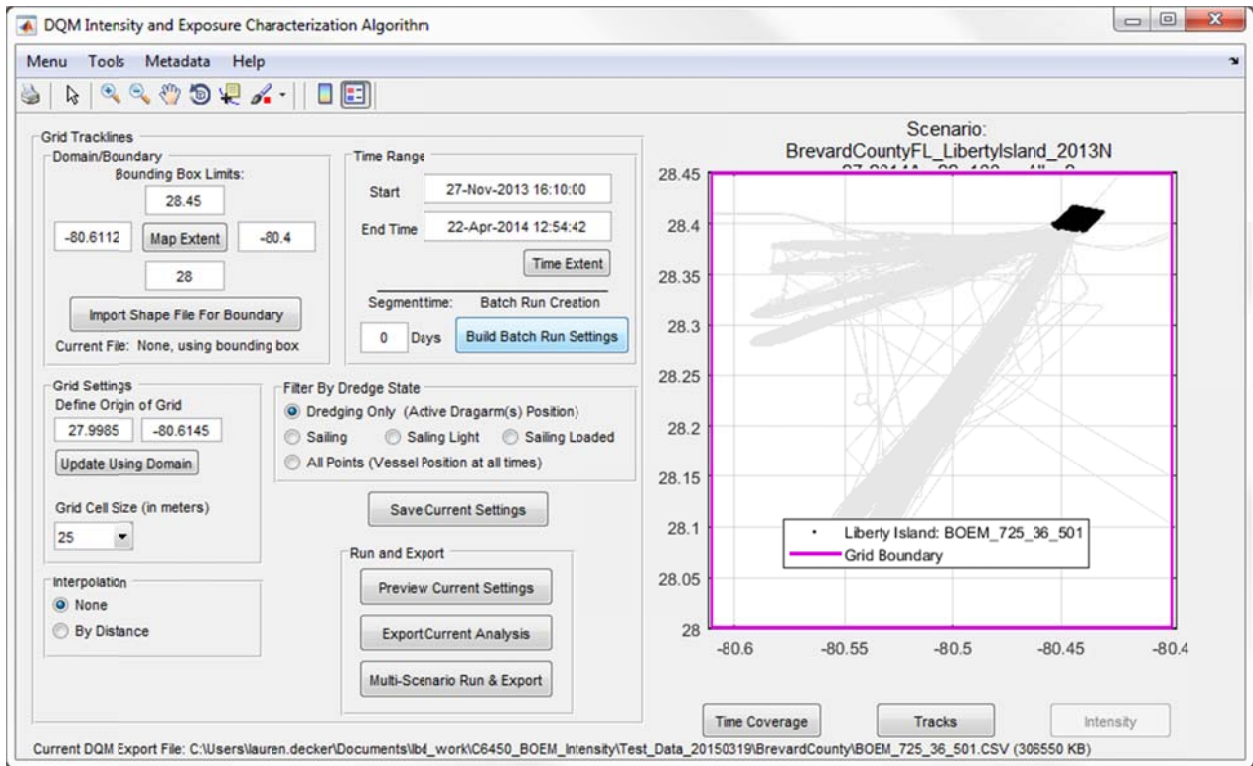 DQM Intensity and Exposure Characterization Algorithm
Menu Tools Metadata Help
Grid Tracklines
Domain/Boundary
Bounding Box Limits:
28.45
-80.6112 Map Extent -80.4
28
Import Shape File For Boundary
Current File: None, using bounding box
Time Range
Start 27-Nov-2013 16:10:00
End Time 22-Apr-2014 12:54:42
Time Extent
Segmenttime: Batch Run Creation
0 Days Build Batch Run Settings
Grid Settings
Define Origin of Grid
27.9985 -80.6145
Update Using Domain
Grid Cell Size (in meters)
25
Interpolation
None
By Distance
Filter By Dredge State
Dredging Only (Active Dragarm(s) Position)
Sailing Saling Light Sailing Loaded
All Points (Vessel Position at all times)
Save Current Settings
Run and Export
Preview Current Settings
Export Current Analysis
Multi-Scenario Run & Export
Scenario:
BrevardCountyFL_LibertyIsland_2013N
28.45
28.4
28.35
28.3
28.25
28.2
28.15
28.1
28.05
28
-80.6 -80.55 -80.5 -80.45 -80.4
Liberty Island: BOEM_725_36_501
Grid Boundary
Time Coverage Tracks Intensity
Current DQM Export File: C:\Users\lauren.decker\Documents\lbl_work\C6450_BOEM_Intensity\Test_Data_20150319\BrevardCounty\BOEM_725_36_501.CSV (306550 KB)